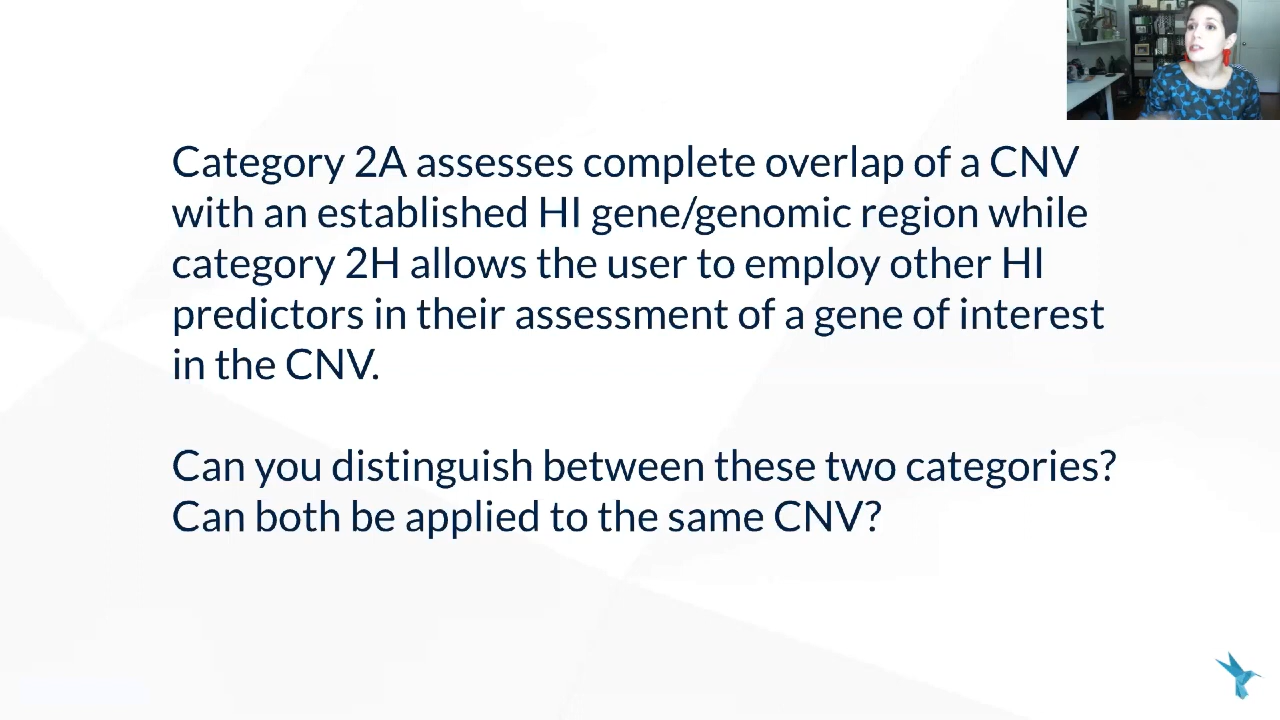 Category 2A assesses complete overlap of a CNV
with an established HI gene/genomic region while
category 2H allows the user to employ other HI
predictors in their assessment of a gene of interest
in the CNV.
Can you distinguish between these two categories?
Can both be applied to the same CNV?